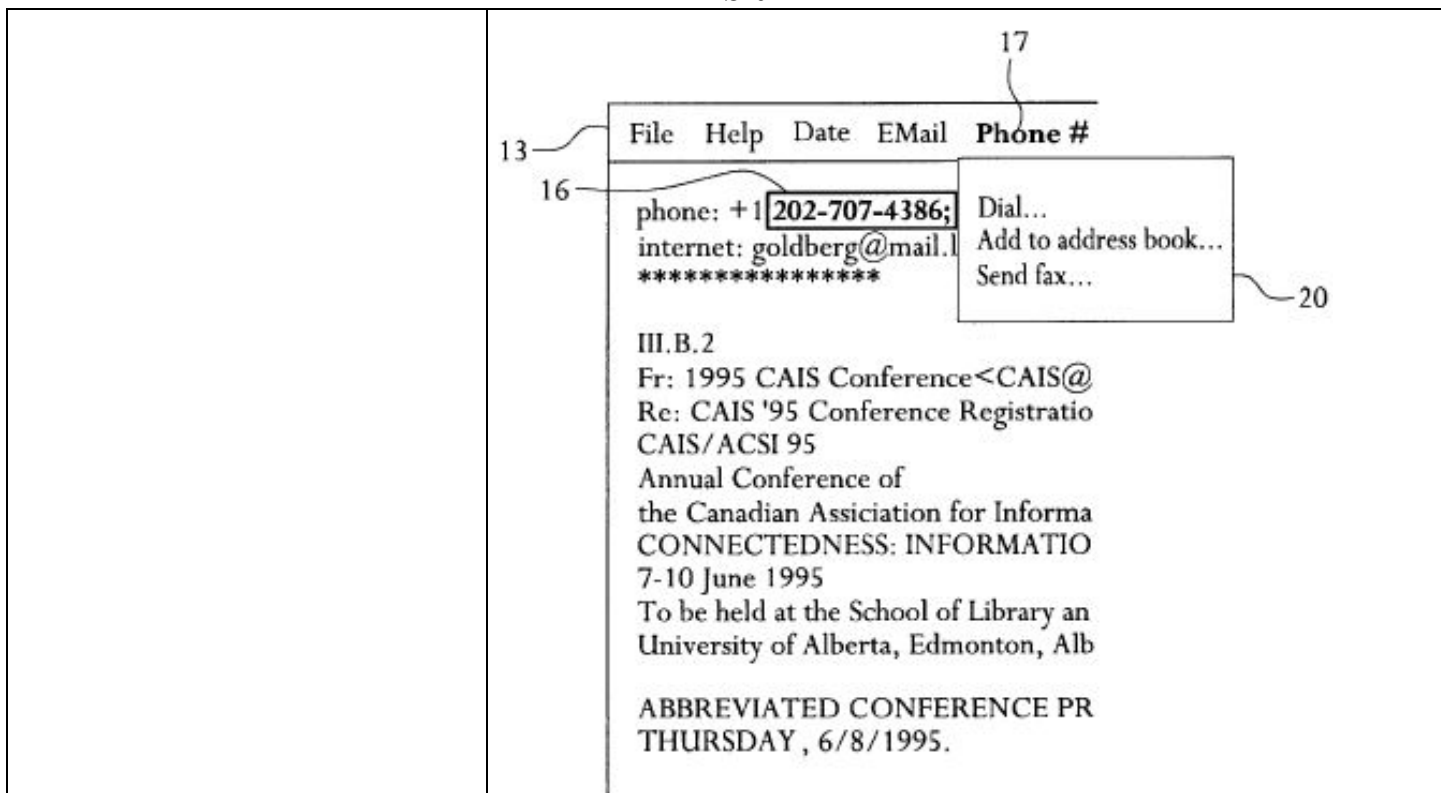 17
13
File Help Date EMail Phone #
16
phone: +1 202-707-4386;
Dial...
internet: goldberg@mail.l
Add to address book...
****************
Send fax...
20
III.B.2
Fr: 1995 CAIS Conference<CAIS@
Re: CAIS '95 Conference Registratio
CAIS/ACSI 95
Annual Conference of
the Canadian Assiciation for Informa
CONNECTEDNESS: INFORMATIO
7-10 June 1995
To be held at the School of Library an
University of Alberta, Edmonton, Alb
ABBREVIATED CONFERENCE PR
THURSDAY , 6/8/1995.